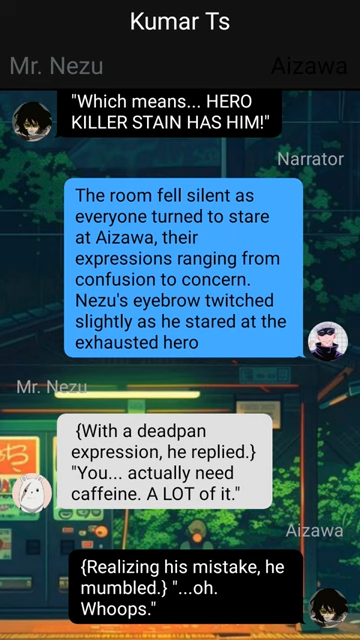 Kumar Ts
Mr. Nezu
Aizawa
"Which means... HERO
KILLER STAIN HAS HIM!"
Narrator
The room fell silent as
everyone turned to stare
at Aizawa, their
expressions ranging from
confusion to concern.
Nezu's eyebrow twitched
slightly as he stared at the
exhausted hero
Mr. Nezu
{With a deadpan
expression, he replied.}
"You... actually need
caffeine. A LOT of it."
Aizawa
{Realizing his mistake, he
mumbled.} "...oh.
Whoops."